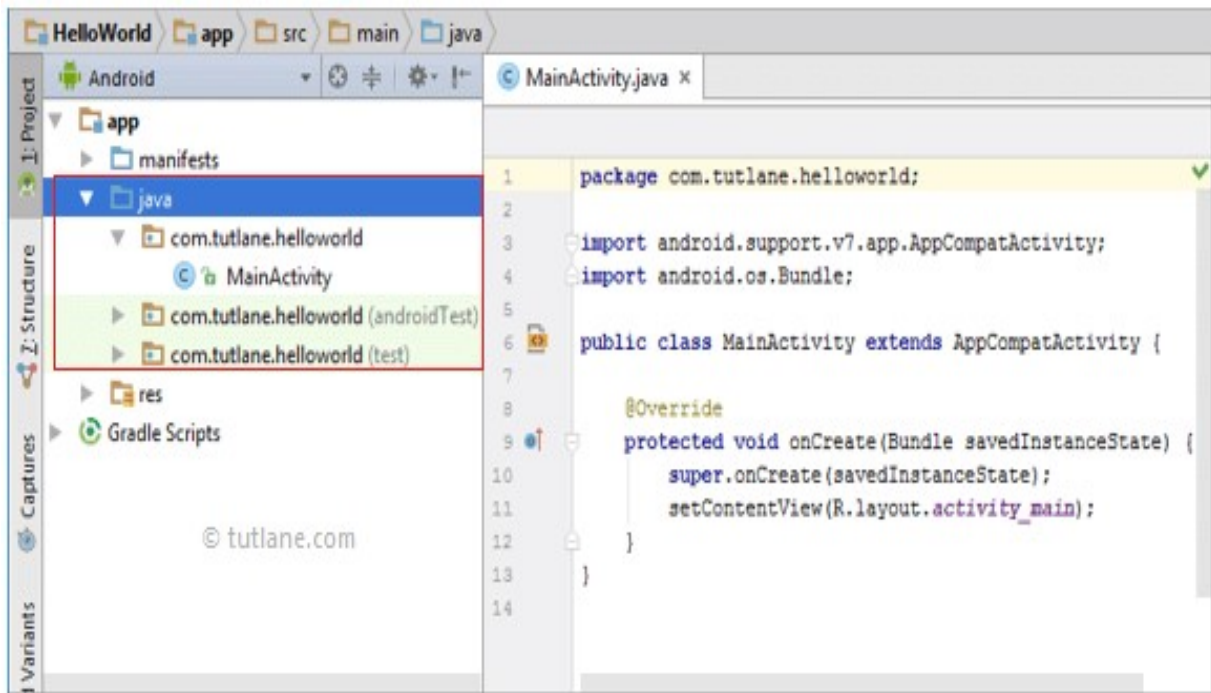 HelloWorld app src main java
Android
MainActivity.java ×
1: Project
Z: Structure
Captures
Variants
app
manifests
java
com.tutlane.helloworld
MainActivity
com.tutlane.helloworld (androidTest)
com.tutlane.helloworld (test)
res
Gradle Scripts
© tutlane.com
1 package com.tutlane.helloworld;
2
3 import android.support.v7.app.AppCompatActivity;
4 import android.os.Bundle;
5
6 public class MainActivity extends AppCompatActivity {
7
8 @Override
9 protected void onCreate(Bundle savedInstanceState) {
10 super.onCreate(savedInstanceState);
11 setContentView(R.layout.activity_main);
12 }
13 }
14